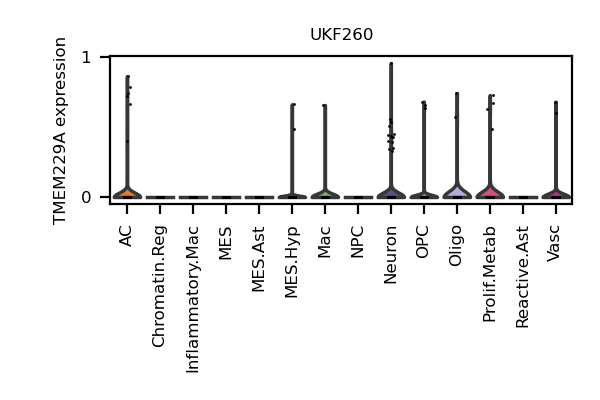 UKF260
TMEM229A expression
1
0
AC
Chromatin.Reg
Inflammatory.Mac
MES
MES.Ast
MES.Hyp
Mac
NPC
Neuron
OPC
Oligo
Prolif.Metab
Reactive.Ast
Vasc